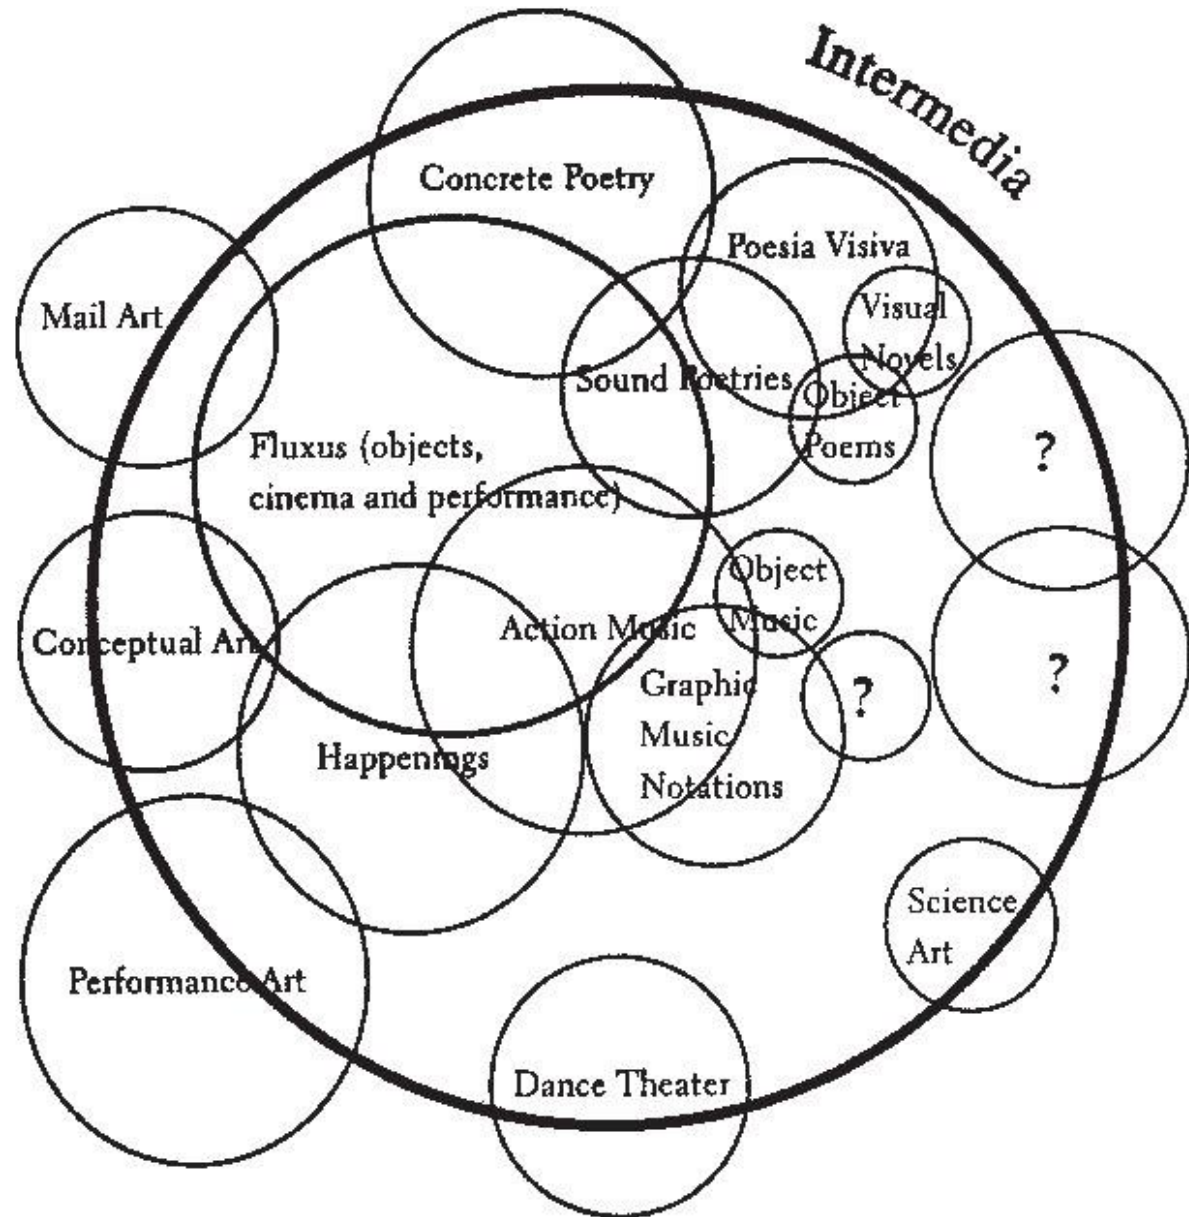 Intermedia
Concrete Poetry
Poesia Visiva
Mail Art
Visual
Novels
Sound Poetries
Object
Poems
Fluxus (objects,
cinema and performance)
?
Object
Music
Conceptual Art
Action Music
Graphic
Music
Notations
?
?
Happenings
Science
Art
Performance Art
Dance Theater